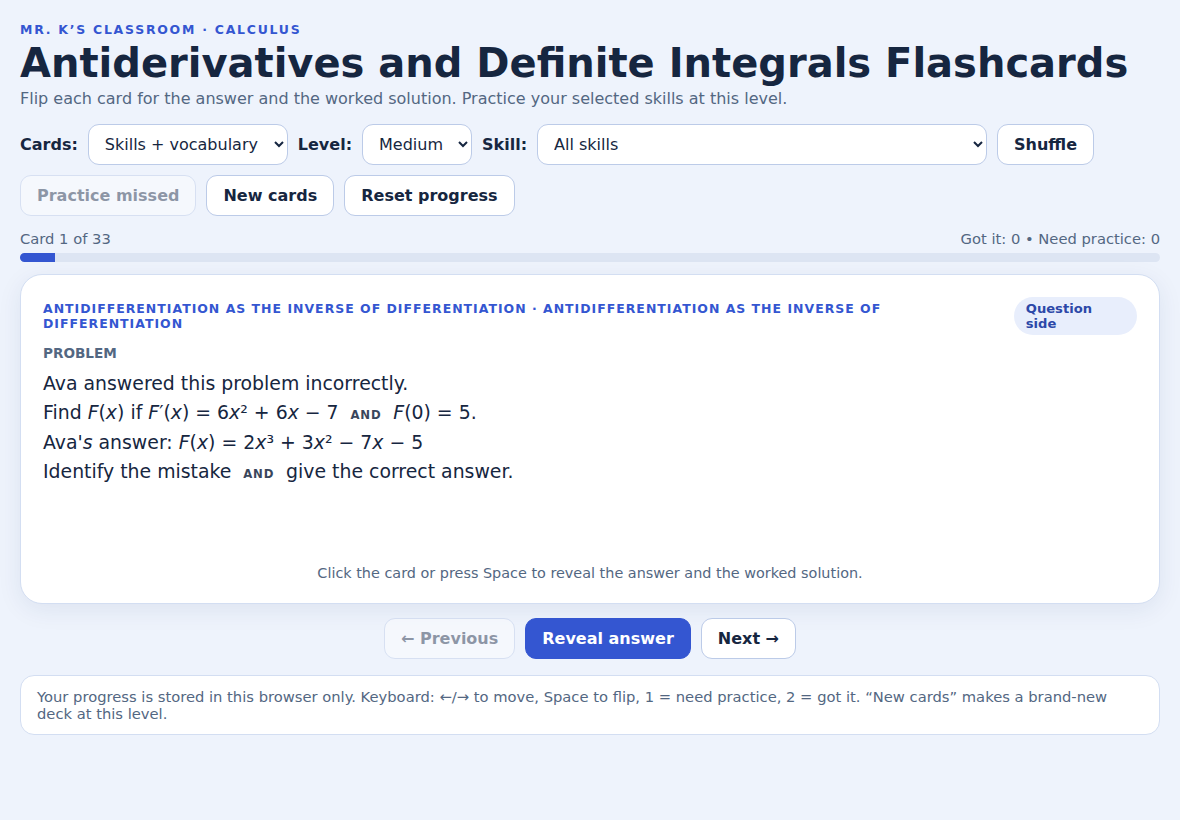 MR. K’S CLASSROOM · CALCULUS
Antiderivatives and Definite Integrals Flashcards
Flip each card for the answer and the worked solution. Practice your selected skills at this level.
Cards: Skills + vocabulary Level: Medium Skill: All skills Shuffle
Practice missed New cards Reset progress
Card 1 of 33 Got it: 0 • Need practice: 0
ANTIDIFFERENTIATION AS THE INVERSE OF DIFFERENTIATION · ANTIDIFFERENTIATION AS THE INVERSE OF
DIFFERENTIATION
Question
side
PROBLEM
Ava answered this problem incorrectly.
Find F(x) if F′(x) = 6x² + 6x − 7 AND F(0) = 5.
Ava's answer: F(x) = 2x³ + 3x² − 7x − 5
Identify the mistake AND give the correct answer.
Click the card or press Space to reveal the answer and the worked solution.
← Previous Reveal answer Next →
Your progress is stored in this browser only. Keyboard: ←/→ to move, Space to flip, 1 = need practice, 2 = got it. “New cards” makes a brand-new
deck at this level.